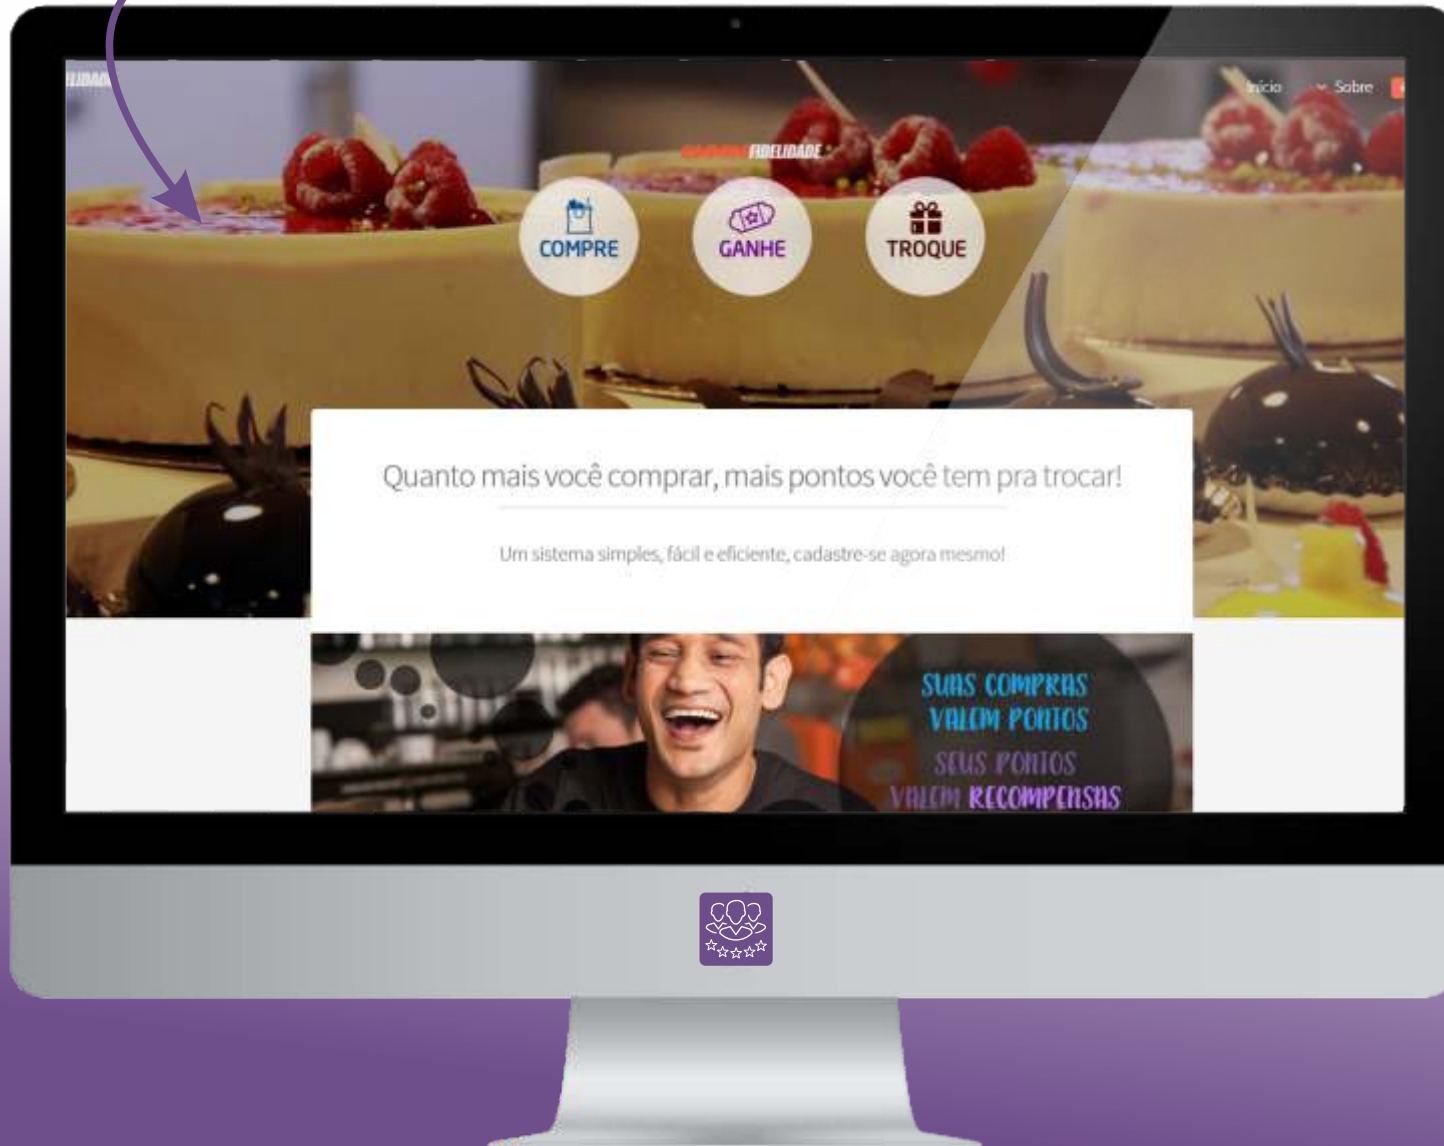 Início
Sobre
FIDELIDADE
COMPRE
GANHE
TROQUE
Quanto mais você comprar, mais pontos você tem pra trocar!
Um sistema simples, fácil e eficiente, cadastre-se agora mesmo!
SUAS COMPRAS
VALEM PONTOS
SEUS PONTOS
VALEM RECOMPENSAS